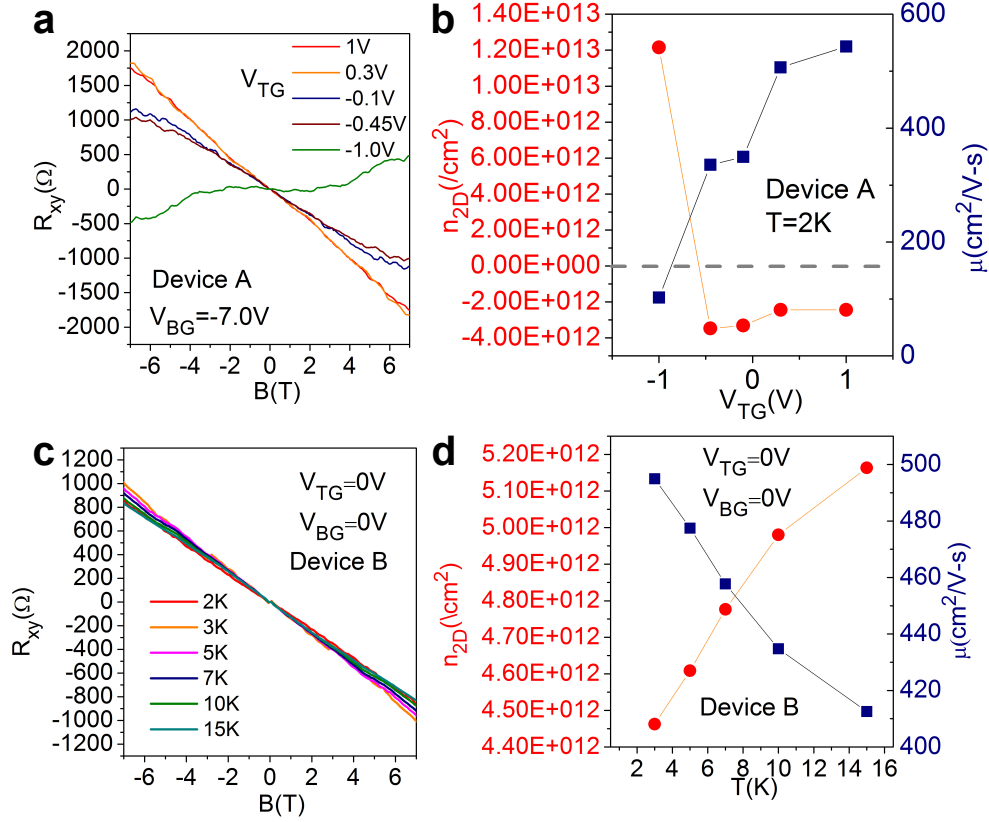 a
2000
1500
1000
500
0
-500
-1000
-1500
-2000
Rxy(Ω)
-6 -4 -2 0 2 4 6
B(T)
VTG
1V
0.3V
-0.1V
-0.45V
-1.0V
Device A
VBG=-7.0V
b
1.40E+013
1.20E+013
1.00E+013
8.00E+012
6.00E+012
4.00E+012
2.00E+012
0.00E+000
-2.00E+012
-4.00E+012
n2D(/cm2)
600
400
200
0
μ(cm2/V-s)
-1 0 1
VTG(V)
Device A
T=2K
c
1200
1000
800
600
400
200
0
-200
-400
-600
-800
-1000
-1200
Rxy(Ω)
-6 -4 -2 0 2 4 6
B(T)
VTG=0V
VBG=0V
Device B
2K
3K
5K
7K
10K
15K
d
5.20E+012
5.10E+012
5.00E+012
4.90E+012
4.80E+012
4.70E+012
4.60E+012
4.50E+012
4.40E+012
n2D(\cm2)
500
480
460
440
420
400
μ(cm2/V-s)
2 4 6 8 10 12 14 16
T(K)
VTG=0V
VBG=0V
Device B